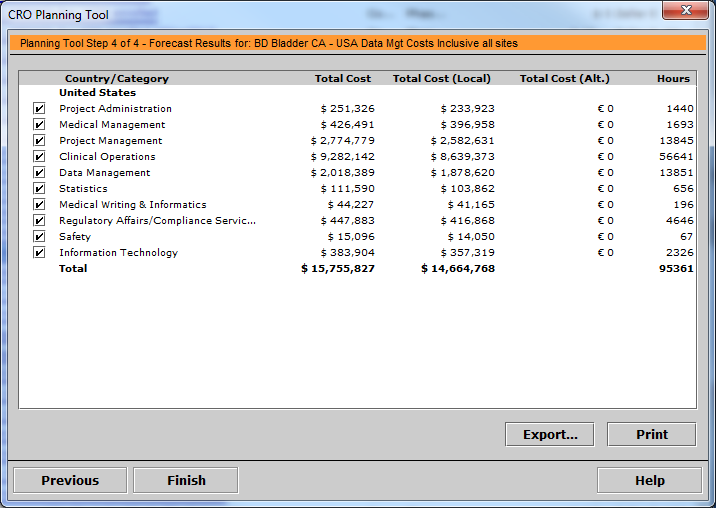 CRO Planning Tool
Planning Tool Step 4 of 4 - Forecast Results for: BD Bladder CA - USA Data Mgt Costs Inclusive all sites
Country/Category Total Cost Total Cost (Local) Total Cost (Alt.) Hours
United States
Project Administration $ 251,326 $ 233,923 € 0 1440
Medical Management $ 426,491 $ 396,958 € 0 1693
Project Management $ 2,774,779 $ 2,582,631 € 0 13845
Clinical Operations $ 9,282,142 $ 8,639,373 € 0 56641
Data Management $ 2,018,389 $ 1,878,620 € 0 13851
Statistics $ 111,590 $ 103,862 € 0 656
Medical Writing & Informatics $ 44,227 $ 41,165 € 0 196
Regulatory Affairs/Compliance Servic... $ 447,883 $ 416,868 € 0 4646
Safety $ 15,096 $ 14,050 € 0 67
Information Technology $ 383,904 $ 357,319 € 0 2326
Total $ 15,755,827 $ 14,664,768 95361
Export... Print
Previous Finish Help